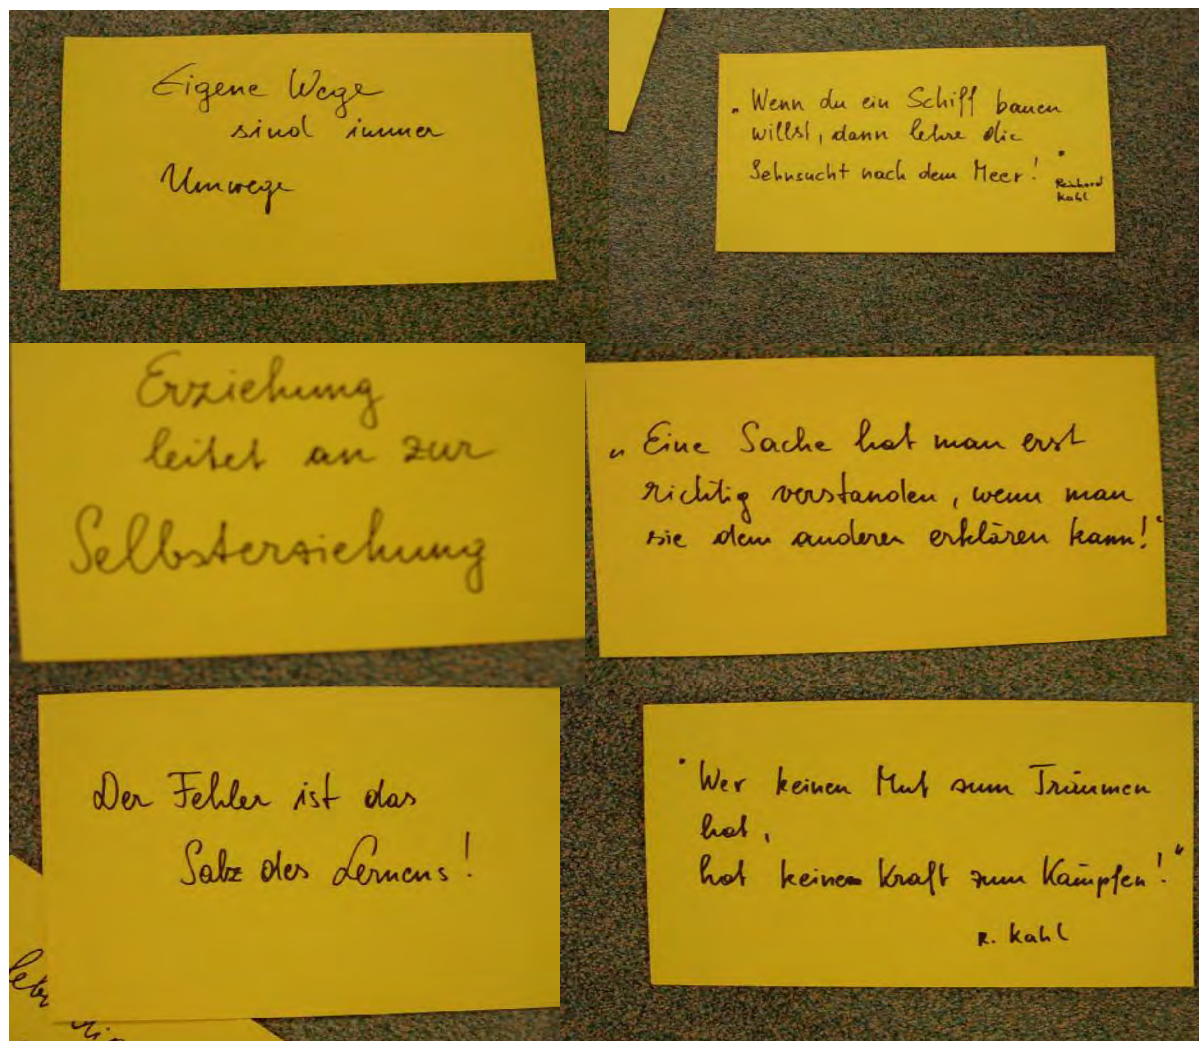 Eigene Wege
sind immer
Umwege
„Wenn du ein Schiff bauen
willst, dann lehre die
Sehnsucht nach dem Meer!"
Reinhard
Kahl
Erziehung
leitet an zur
Selbsterziehung
„Eine Sache hat man erst
richtig verstanden, wenn man
sie dem anderen erklären kann!"
Der Fehler ist das
Salz des Lernens!
"Wer keinen Mut zum Träumen
hat,
hat keine Kraft zum Kämpfen!"
R. Kahl